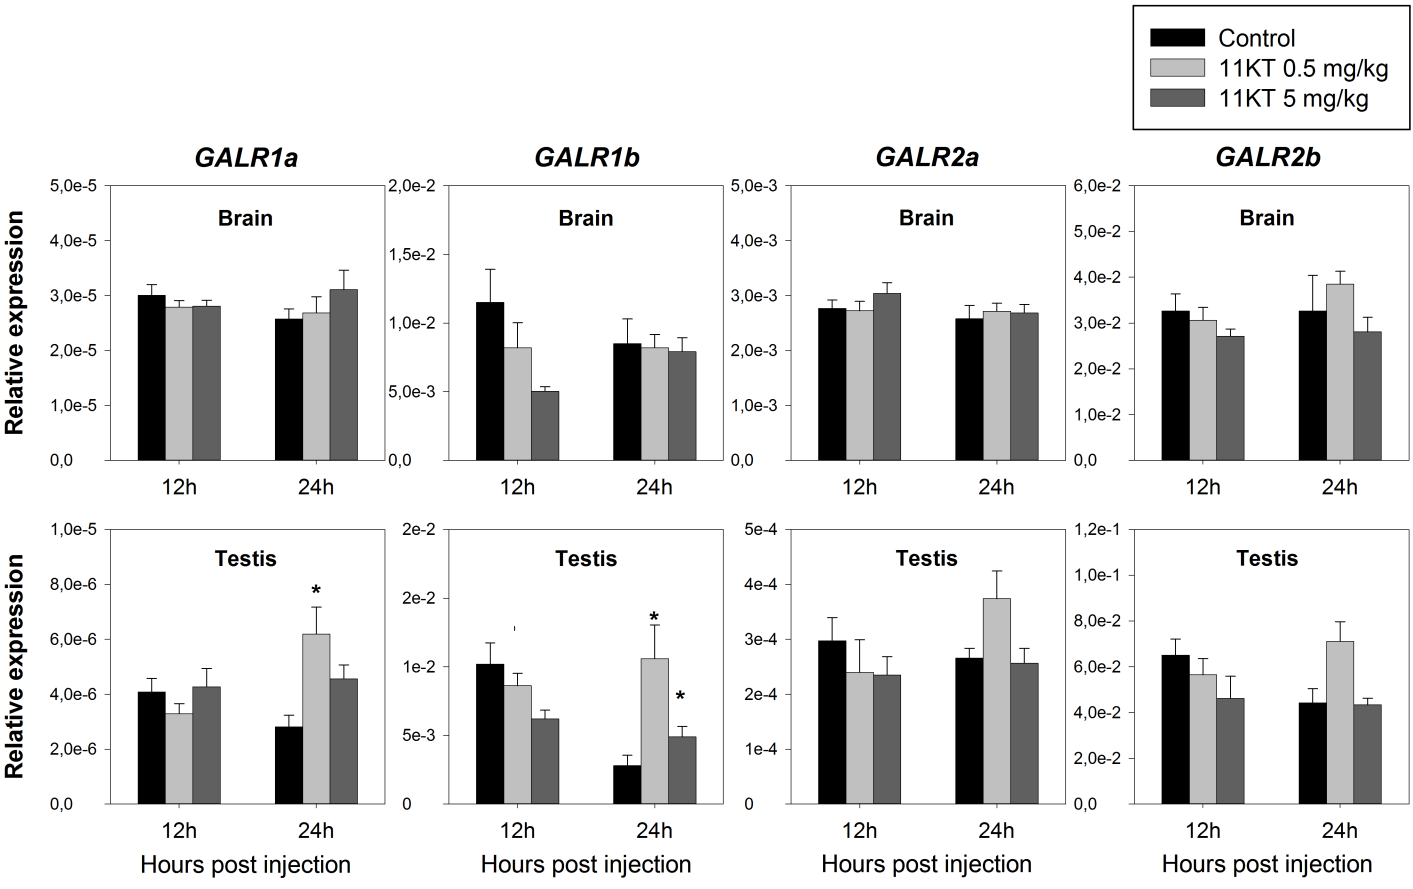 Control
11KT 0.5 mg/kg
11KT 5 mg/kg
GALR1a GALR1b GALR2a GALR2b
Relative expression
5,0e-5
4,0e-5
3,0e-5
2,0e-5
1,0e-5
0,0
Brain
12h 24h
2,0e-2
1,5e-2
1,0e-2
5,0e-3
0,0
Brain
12h 24h
5,0e-3
4,0e-3
3,0e-3
2,0e-3
1,0e-3
0,0
Brain
12h 24h
6,0e-2
5,0e-2
4,0e-2
3,0e-2
2,0e-2
1,0e-2
0,0
Brain
12h 24h
Relative expression
1,0e-5
8,0e-6
6,0e-6
4,0e-6
2,0e-6
0,0
Testis
*
12h 24h
Hours post injection
2e-2
2e-2
1e-2
5e-3
0
Testis
*
*
12h 24h
Hours post injection
5e-4
4e-4
3e-4
2e-4
1e-4
0
Testis
12h 24h
Hours post injection
1,2e-1
1,0e-1
8,0e-2
6,0e-2
4,0e-2
2,0e-2
0,0
Testis
12h 24h
Hours post injection